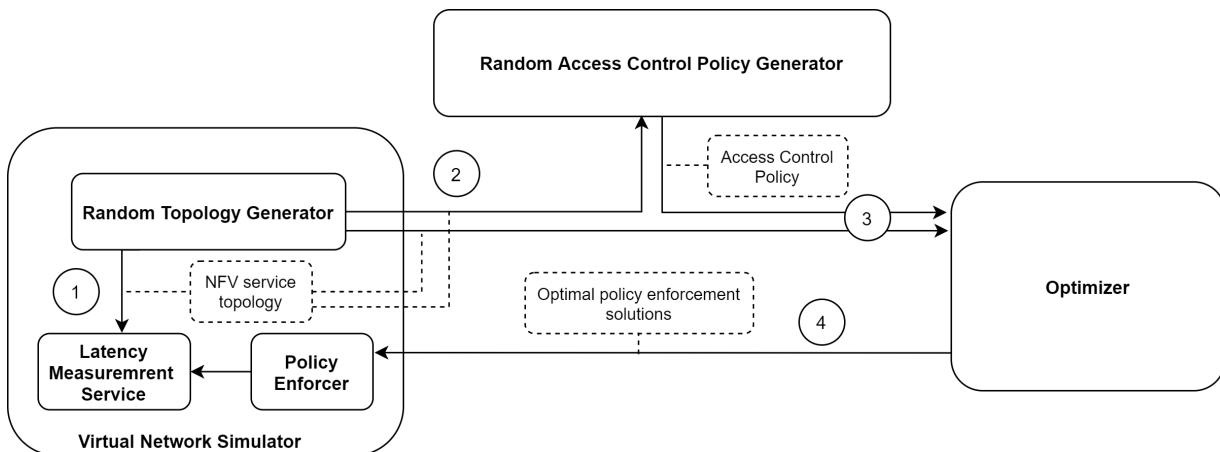 Random Access Control Policy Generator
Access Control
Policy
2
Random Topology Generator
3
1
NFV service
topology
Optimal policy enforcement
solutions
4
Optimizer
Latency
Measuremrent
Service
Policy
Enforcer
Virtual Network Simulator